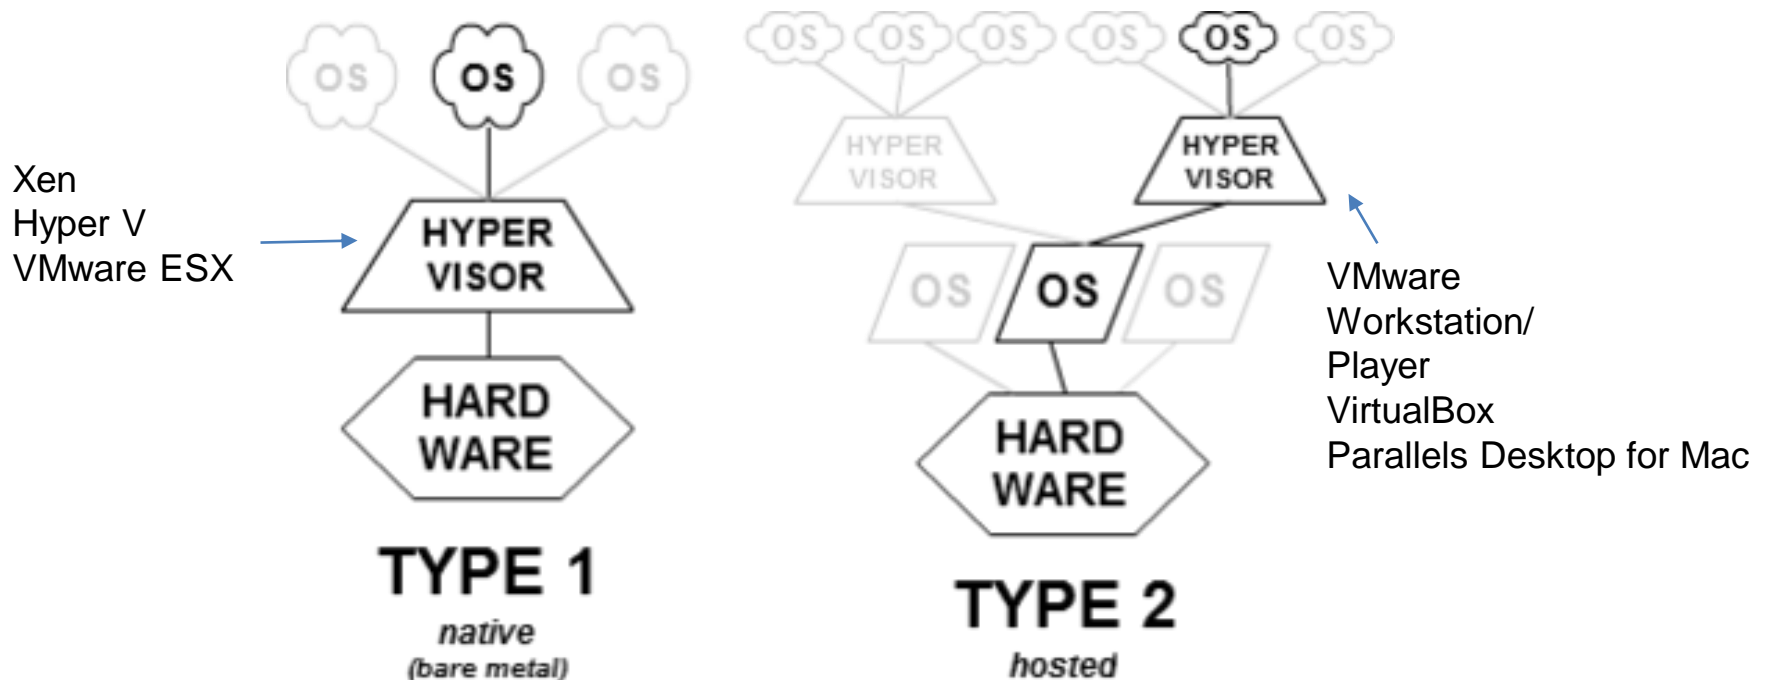 OS OS OS
Xen
Hyper V
VMware ESX
HYPER
VISOR
HARD
WARE
TYPE 1
native
(bare metal)
OS OS OS OS OS OS
HYPER
VISOR
HYPER
VISOR
OS OS OS
HARD
WARE
TYPE 2
hosted
VMware
Workstation/
Player
VirtualBox
Parallels Desktop for Mac